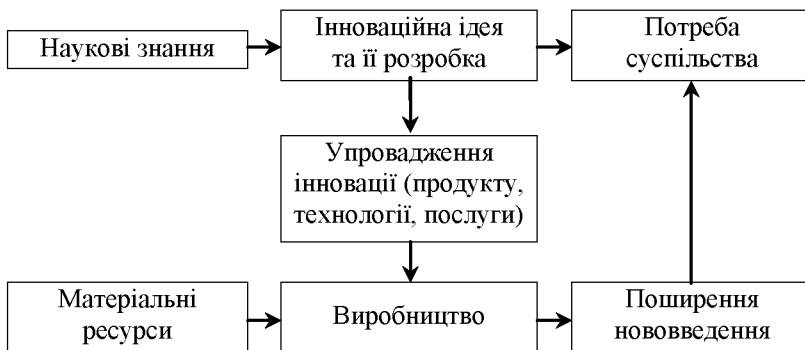 Наукові знання
Інноваційна ідея
та її розробка
Потреба
суспільства
Упровадження
інновації (продукту,
технології, послуги)
Матеріальні
ресурси
Виробництво
Поширення
нововведення